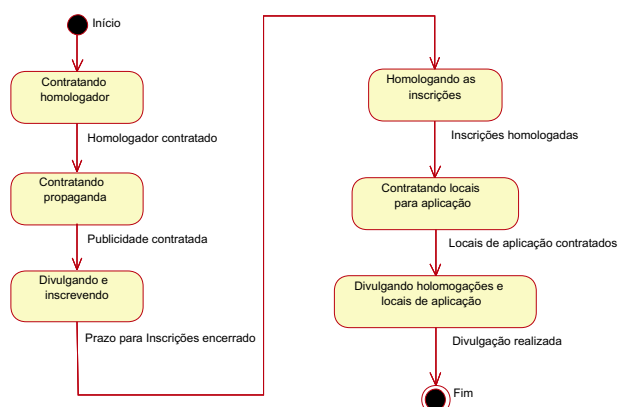 Início
Contratando
homologador
Homologador contratado
Contratando
propaganda
Publicidade contratada
Divulgando e
inscrevendo
Prazo para Inscrições encerrado
Homologando as
inscrições
Inscrições homologadas
Contratando locais
para aplicação
Locais de aplicação contratados
Divulgando holomogações e
locais de aplicação
Divulgação realizada
Fim